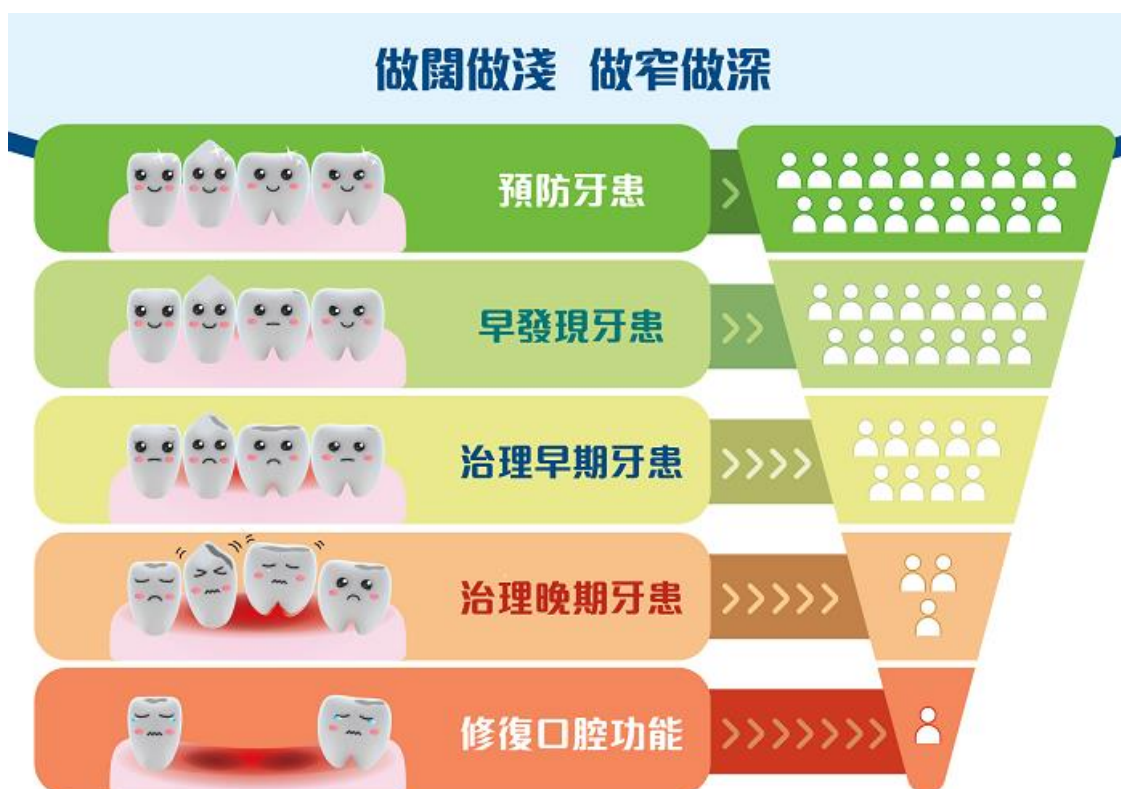 做闊做淺 做窄做深
預防牙患
早發現牙患
治理早期牙患
治理晚期牙患
修復口腔功能